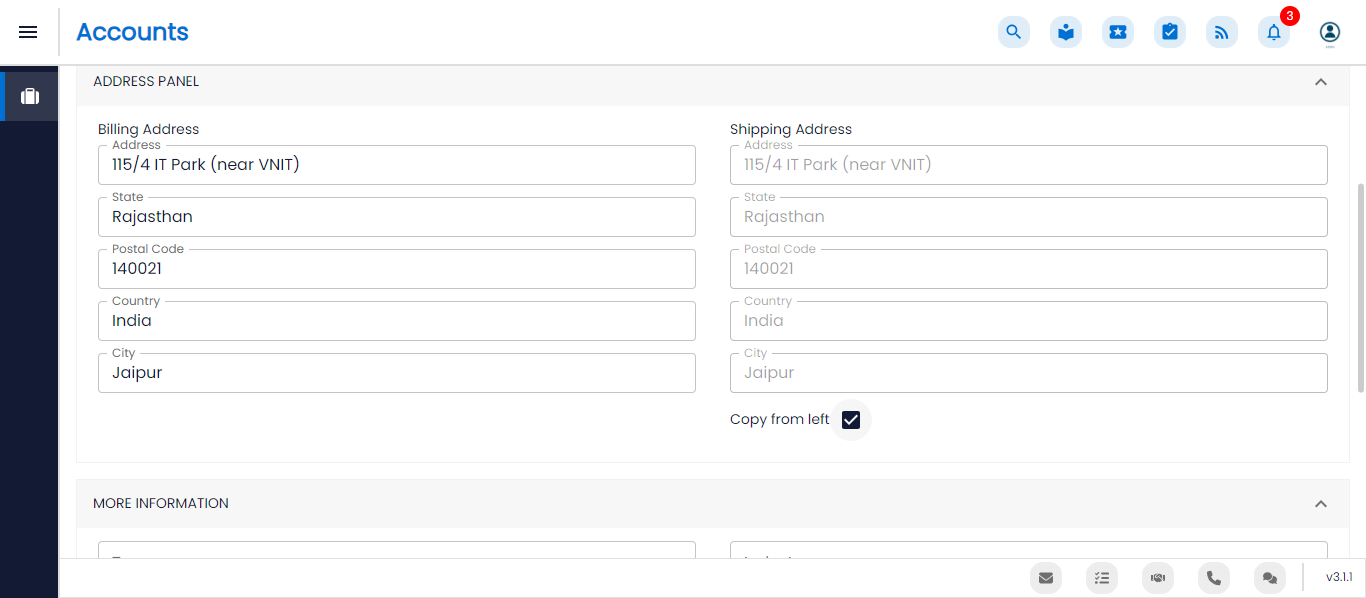 Accounts
3
ADDRESS PANEL
Billing Address
Address
115/4 IT Park (near VNIT)
State
Rajasthan
Postal Code
140021
Country
India
City
Jaipur
Shipping Address
Address
115/4 IT Park (near VNIT)
State
Rajasthan
Postal Code
140021
Country
India
City
Jaipur
Copy from left
MORE INFORMATION
v3.1.1